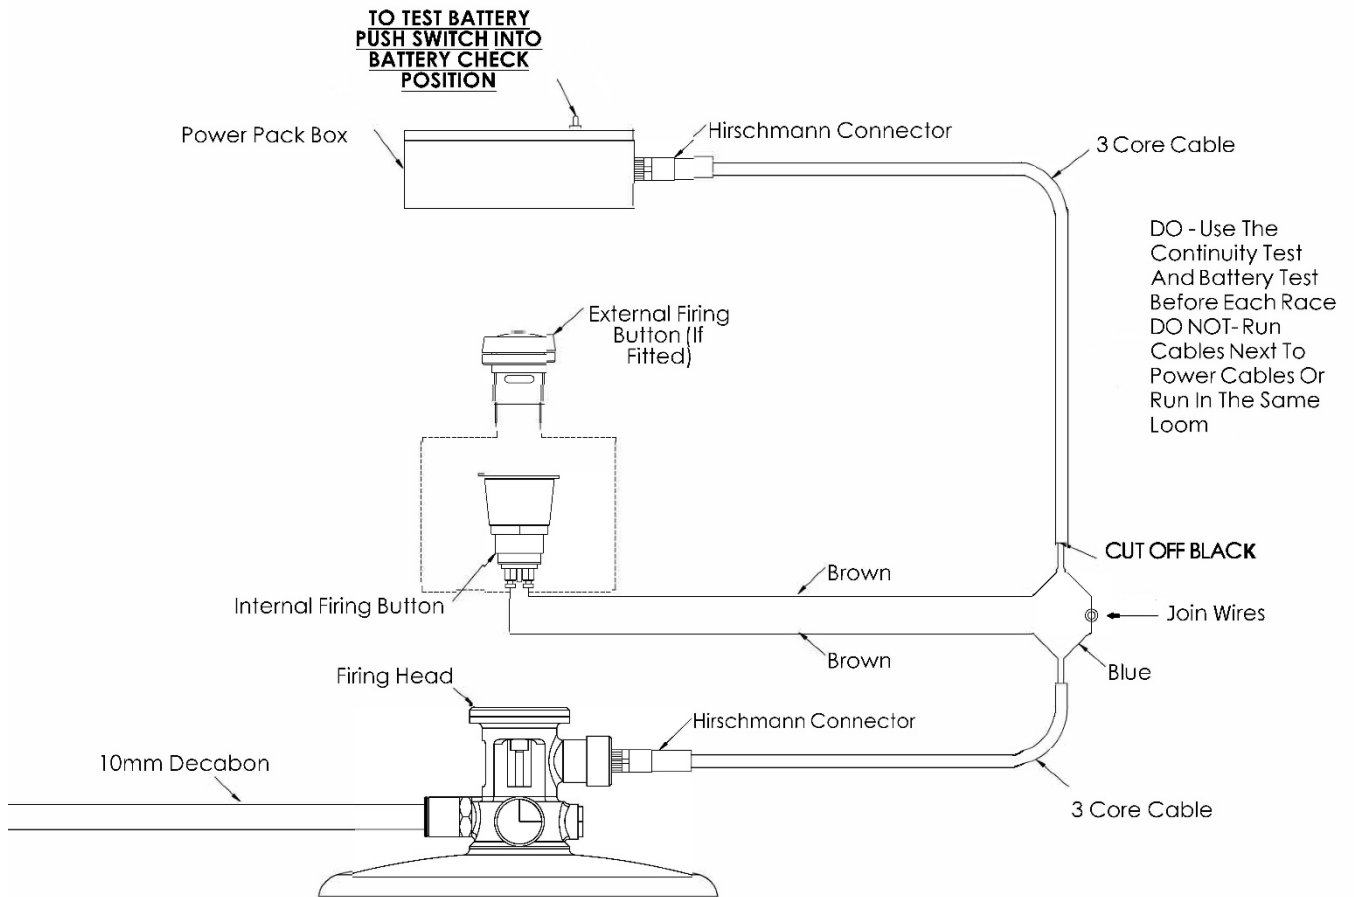 TO TEST BATTERY
PUSH SWITCH INTO
BATTERY CHECK
POSITION
Power Pack Box
Hirschmann Connector
3 Core Cable
DO - Use The
Continuity Test
And Battery Test
Before Each Race
DO NOT- Run
Cables Next To
Power Cables Or
Run In The Same
Loom
External Firing
Button (If
Fitted)
CUT OFF BLACK
Brown
Internal Firing Button
Join Wires
Brown
Blue
Firing Head
Hirschmann Connector
10mm Decabon
3 Core Cable